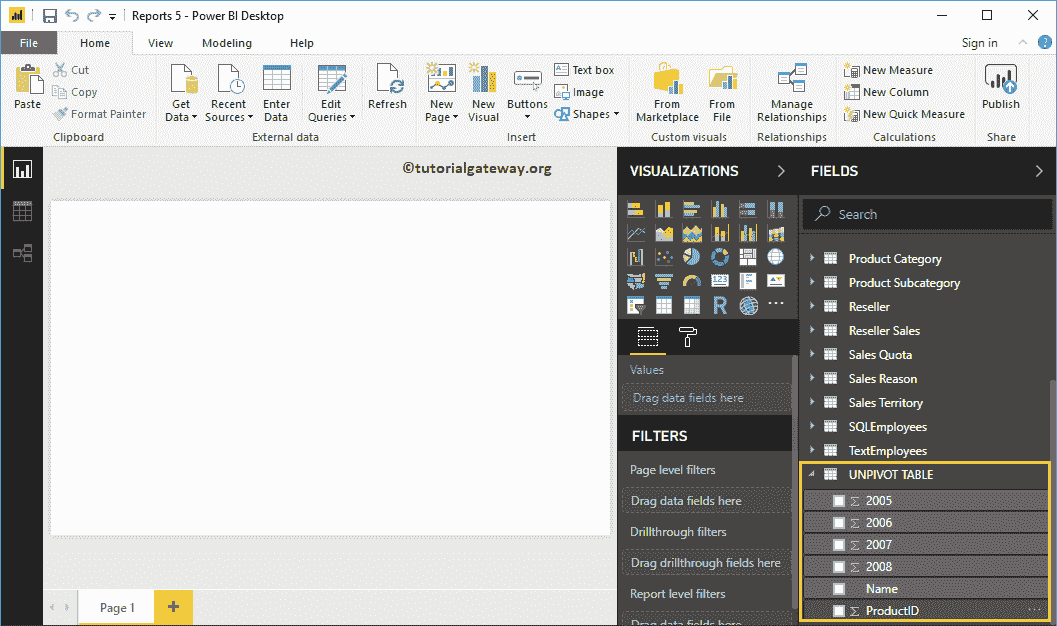 Reports 5 - Power BI Desktop
File Home View Modeling Help Sign in
Paste
Cut
Copy
Format Painter
Clipboard
Get Data
Recent Sources
Enter Data
Edit Queries
External data
Refresh
New Page
New Visual
Buttons
Text box
Image
Shapes
Insert
From Marketplace
From File
Custom visuals
Manage Relationships
Relationships
New Measure
New Column
New Quick Measure
Calculations
Publish
Share
©tutorialgateway.org
Page 1
VISUALIZATIONS
123
R
Values
Drag data fields here
FILTERS
Page level filters
Drag data fields here
Drillthrough filters
Drag drillthrough fields here
Report level filters
Drag data fields here
FIELDS
Search
Product Category
Product Subcategory
Reseller
Reseller Sales
Sales Quota
Sales Reason
Sales Territory
SQLEmployees
TextEmployees
UNPIVOT TABLE
Σ 2005
Σ 2006
Σ 2007
Σ 2008
Name
Σ ProductID